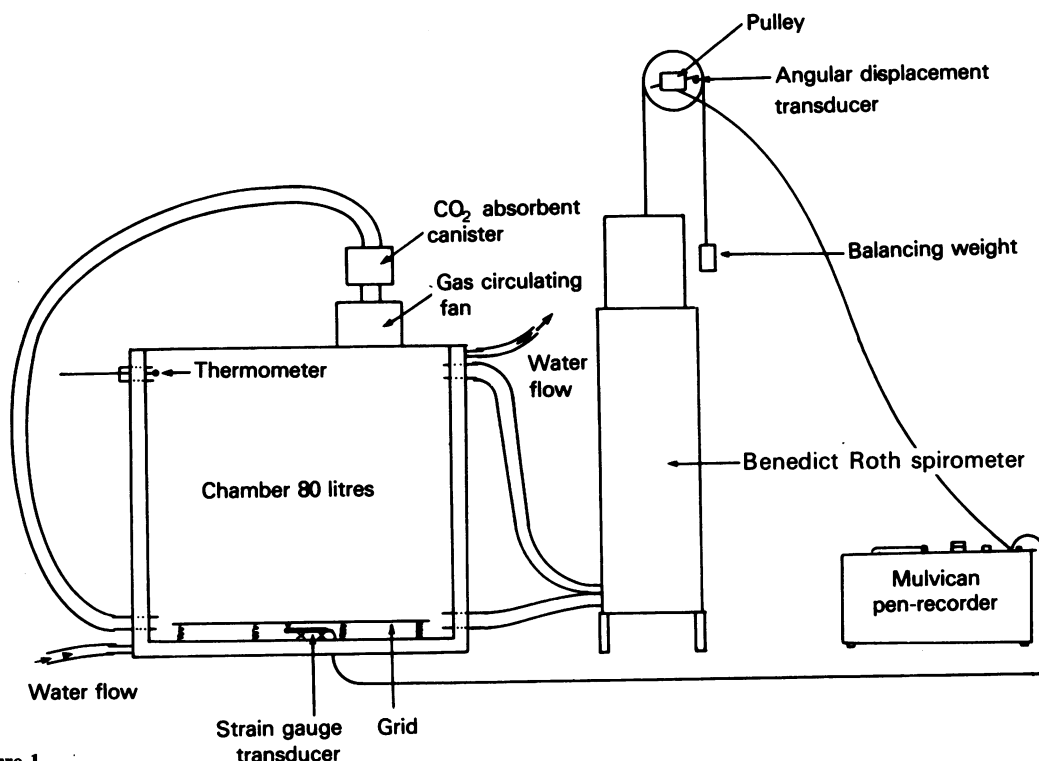 Pulley
Angular displacement
transducer
CO₂ absorbent
canister
Balancing weight
Gas circulating
fan
Thermometer
Water
flow
Benedict Roth spirometer
Chamber 80 litres
Mulvican
pen-recorder
Water flow
Strain gauge
transducer
Grid